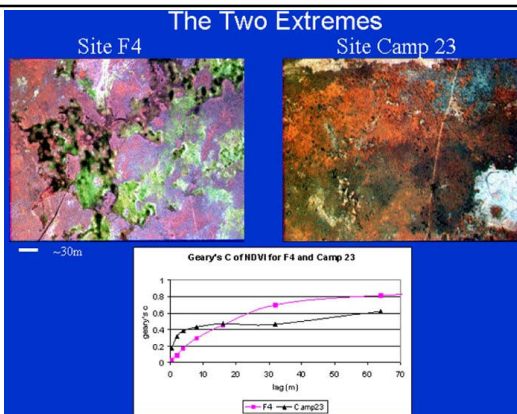 The Two Extremes
Site F4
Site Camp 23
~30m
Geary's C of NDVI for F4 and Camp 23
geary's c
1
0.8
0.6
0.4
0.2
0
0 10 20 30 40 50 60 70
lag (m)
F4 Camp23